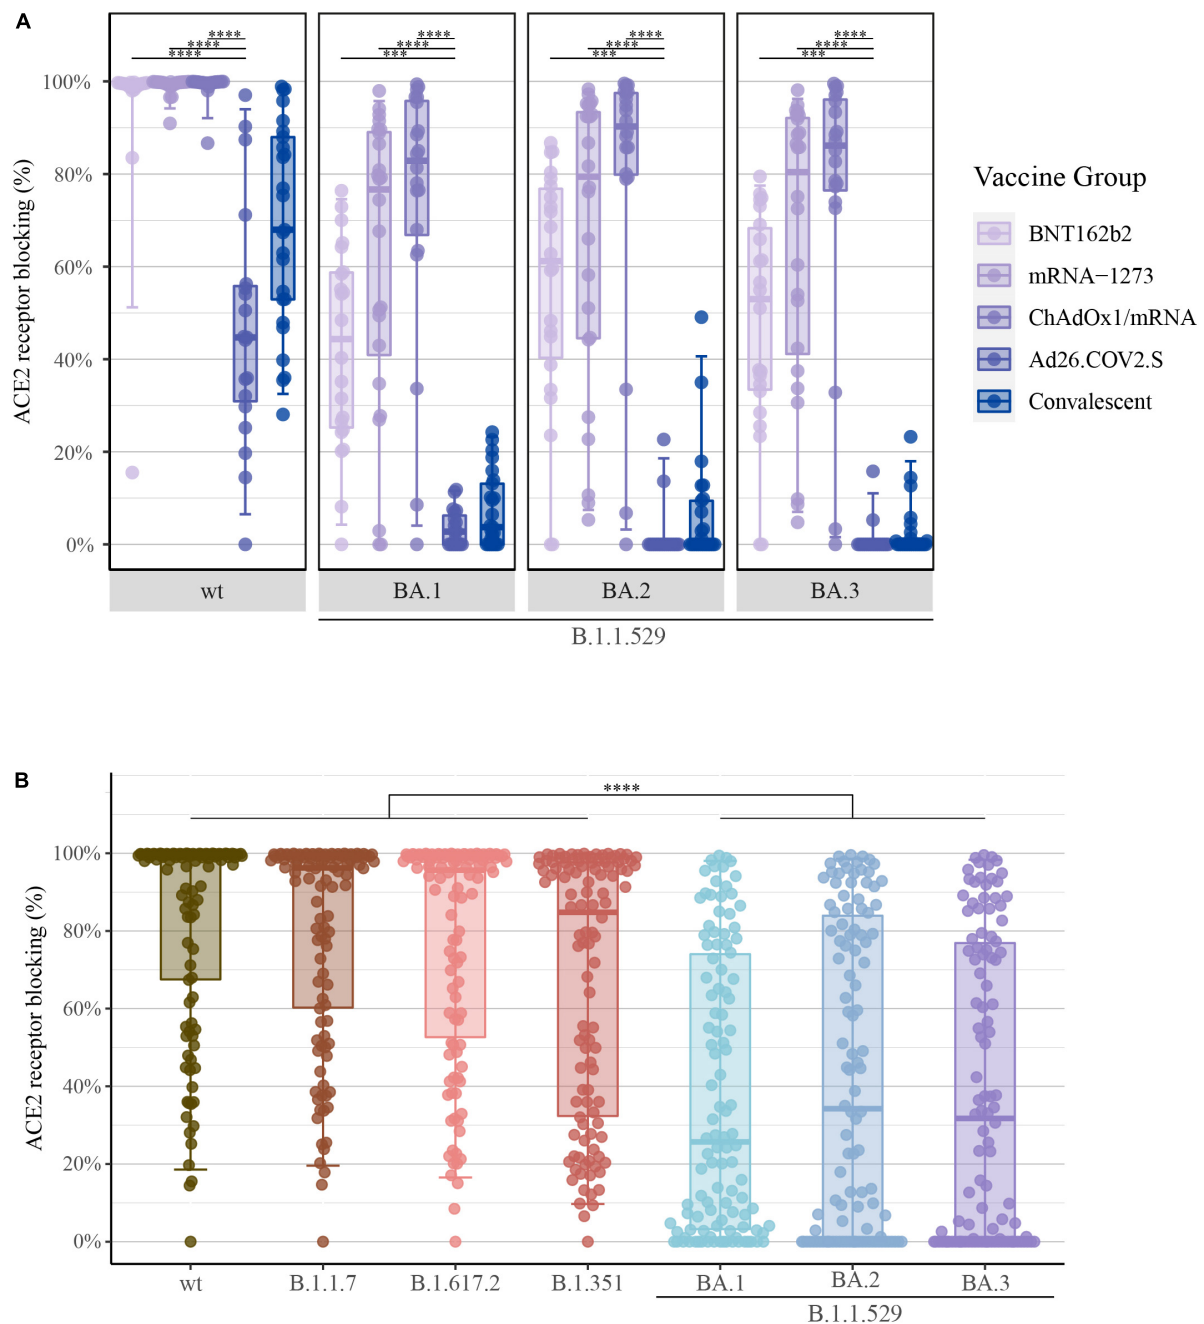 A
**** **** **** ****
**** **** **** ****
**** *** *** ***
100%
80%
60%
40%
20%
0%
ACE2 receptor blocking (%)
wt BA.1 BA.2 BA.3
B.1.1.529
Vaccine Group
BNT162b2
mRNA−1273
ChAdOx1/mRNA
Ad26.COV2.S
Convalescent
B
****
100%
80%
60%
40%
20%
0%
ACE2 receptor blocking (%)
wt B.1.1.7 B.1.617.2 B.1.351 BA.1 BA.2 BA.3
B.1.1.529